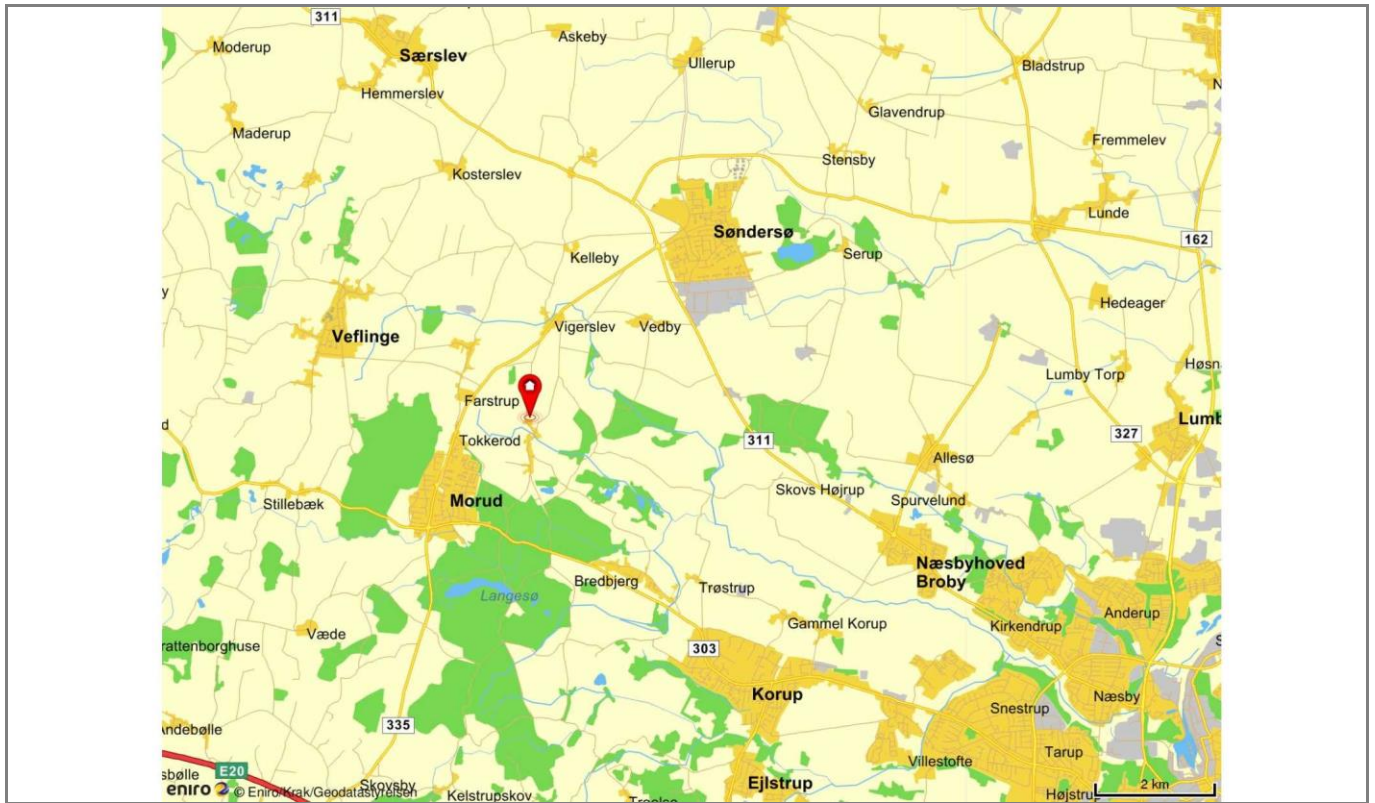 311
Moderup
Askeby
Særslev
Ullerup
Bladstrup
Hemmerslev
Glavendrup
Maderup
Fremmelev
Stensby
Kosterslev
Lunde
Søndersø
162
Kelleby
Serup
Hedeager
Vigerslev
Vedby
Veflinge
Høsn
Lumby Torp
Farstrup
Lumb
327
Tokkerod
311
Allesø
Skovs Højrup
Spurvelund
Stillebæk
Morud
Næsbyhoved
Broby
Bredbjerg
Trøstrup
Langesø
Anderup
Gammel Korup
Kirkendrup
Væde
rattenborghuse
303
Korup
Næsby
Snestrup
335
Andebølle
Tarup
Villestofte
sbølle
E20
Ejlstrup
2 km
Skovsby
eniro
© Eniro/Krak/Geodatastyrelsen
Kelstrupskov
Højstrup